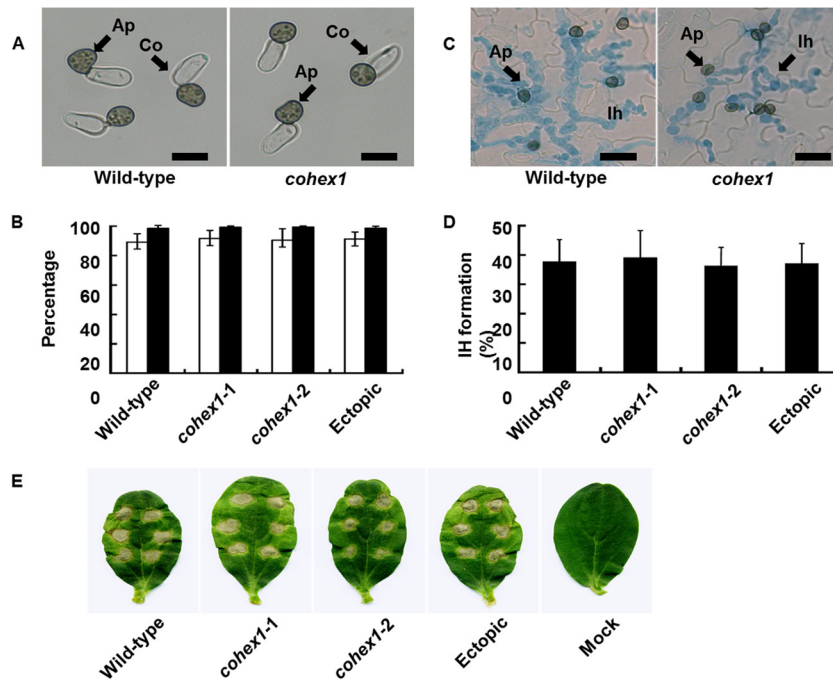 A
Ap
Co
Co
Ap
Wild-type
cohex1
C
Ap
Ih
Ap
Ih
Wild-type
cohex1
B
Percentage
100
80
60
40
20
0
Wild-type
cohex1-1
cohex1-2
Ectopic
D
IH formation
(%)
50
40
30
20
10
0
Wild-type
cohex1-1
cohex1-2
Ectopic
E
Wild-type
cohex1-1
cohex1-2
Ectopic
Mock